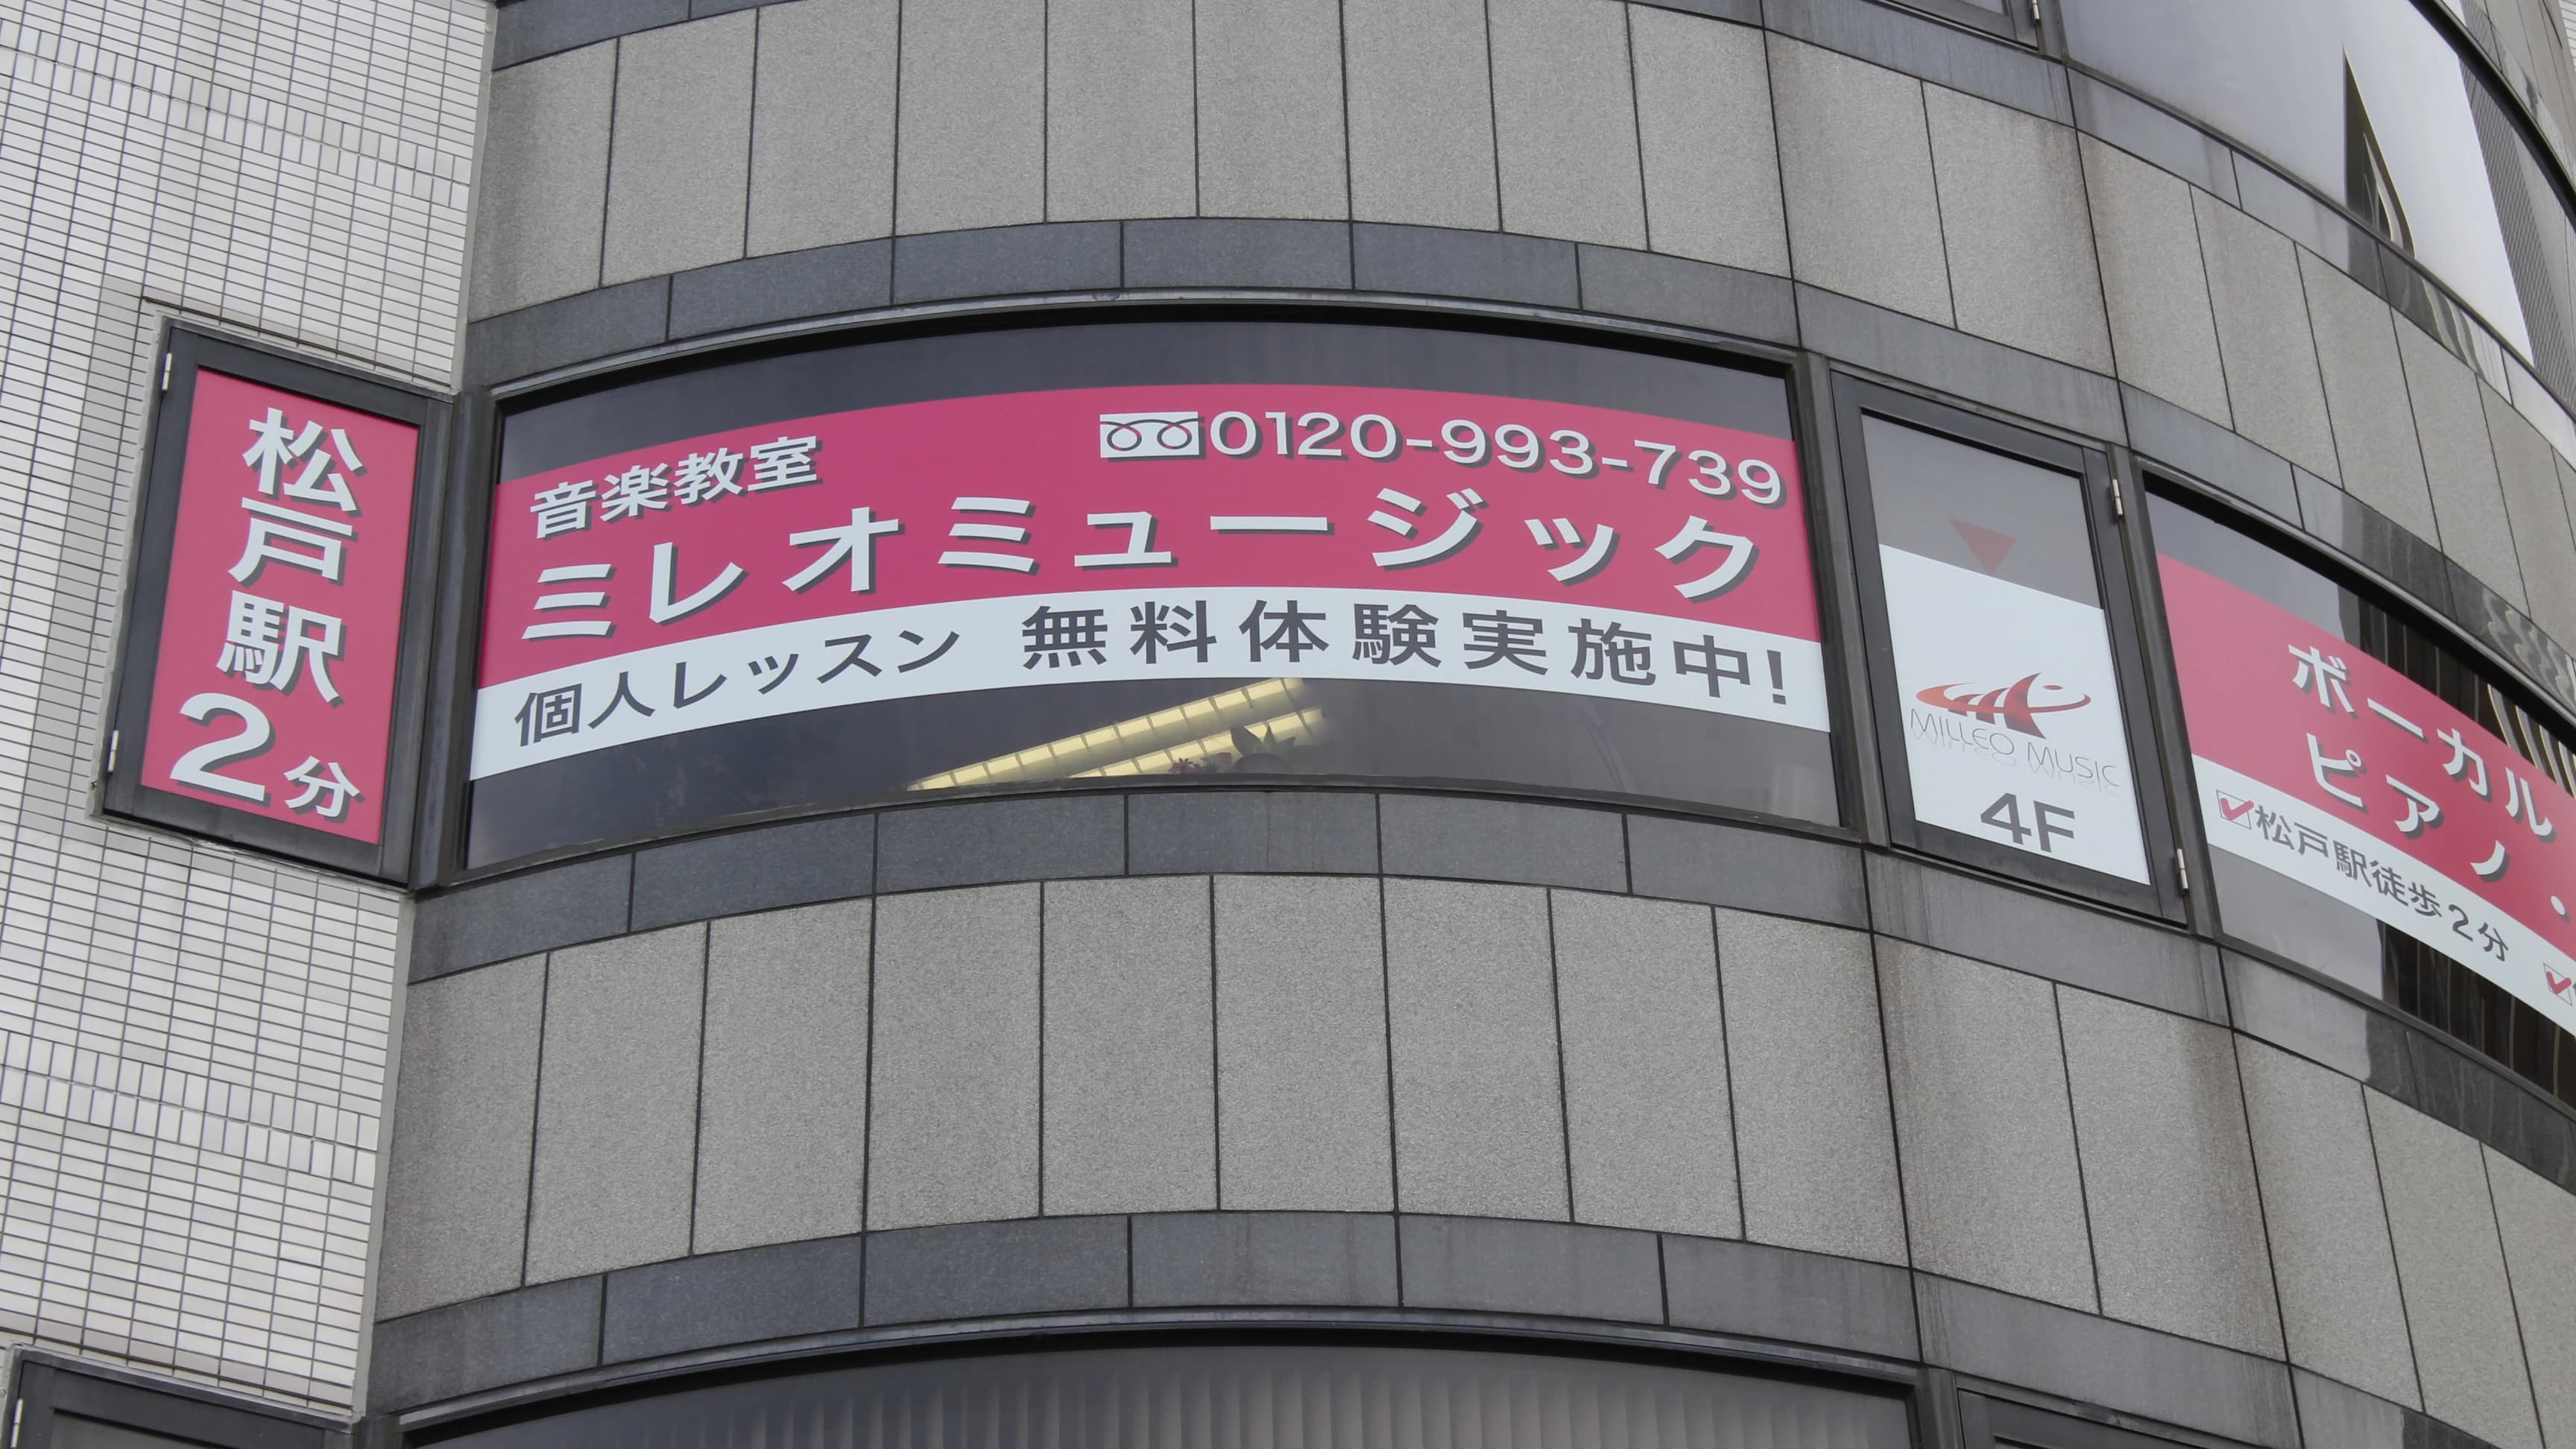 松戸駅2分
音楽教室
0120-993-739
ミレオミュージック
個人レッスン 無料体験実施中!
MILLEO MUSIC
4F
ボーカル
ピアノ・
松戸駅徒歩2分